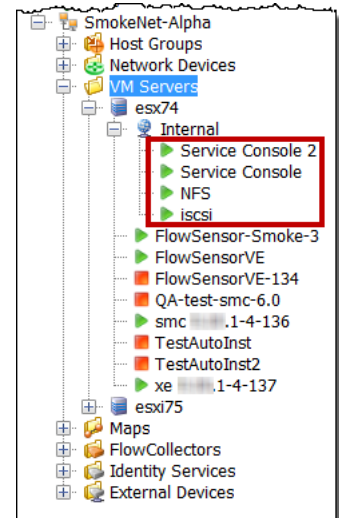 SmokeNet-Alpha
Host Groups
Network Devices
VM Servers
esx74
Internal
Service Console 2
Service Console
NFS
iscsi
FlowSensor-Smoke-3
FlowSensorVE
FlowSensorVE-134
QA-test-smc-6.0
smc .1-4-136
TestAutoInst
TestAutoInst2
xe .1-4-137
esxi75
Maps
FlowCollectors
Identity Services
External Devices